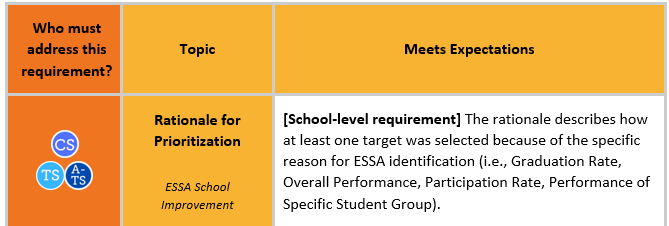 Who must
address this
requirement?
Topic
Meets Expectations
CS
TS
A-
TS
Rationale for
Prioritization
ESSA School
Improvement
[School-level requirement] The rationale describes how
at least one target was selected because of the specific
reason for ESSA identification (i.e., Graduation Rate,
Overall Performance, Participation Rate, Performance of
Specific Student Group).